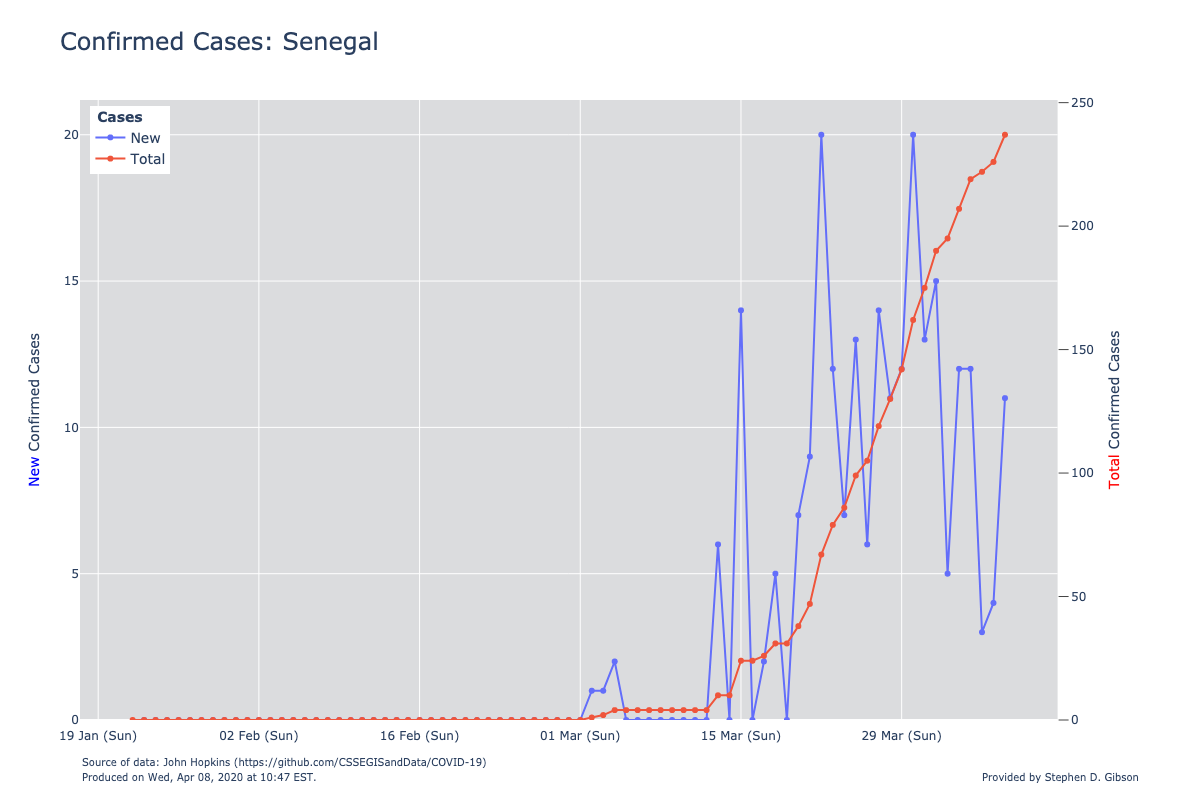 Confirmed Cases: Senegal
Cases
New
Total
20
15
10
5
0
250
200
150
100
50
0
New Confirmed Cases
Total Confirmed Cases
19 Jan (Sun)
02 Feb (Sun)
16 Feb (Sun)
01 Mar (Sun)
15 Mar (Sun)
29 Mar (Sun)
Source of data: John Hopkins (https://github.com/CSSEGISandData/COVID-19)
Produced on Wed, Apr 08, 2020 at 10:47 EST.
Provided by Stephen D. Gibson